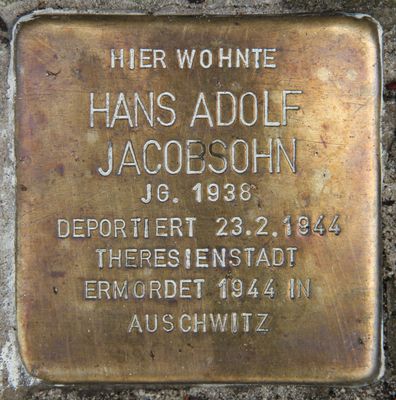 HIER WOHNTE
HANS ADOLF
JACOBSOHN
JG. 1938
DEPORTIERT 23.2.1944
THERESIENSTADT
ERMORDET 1944 IN
AUSCHWITZ